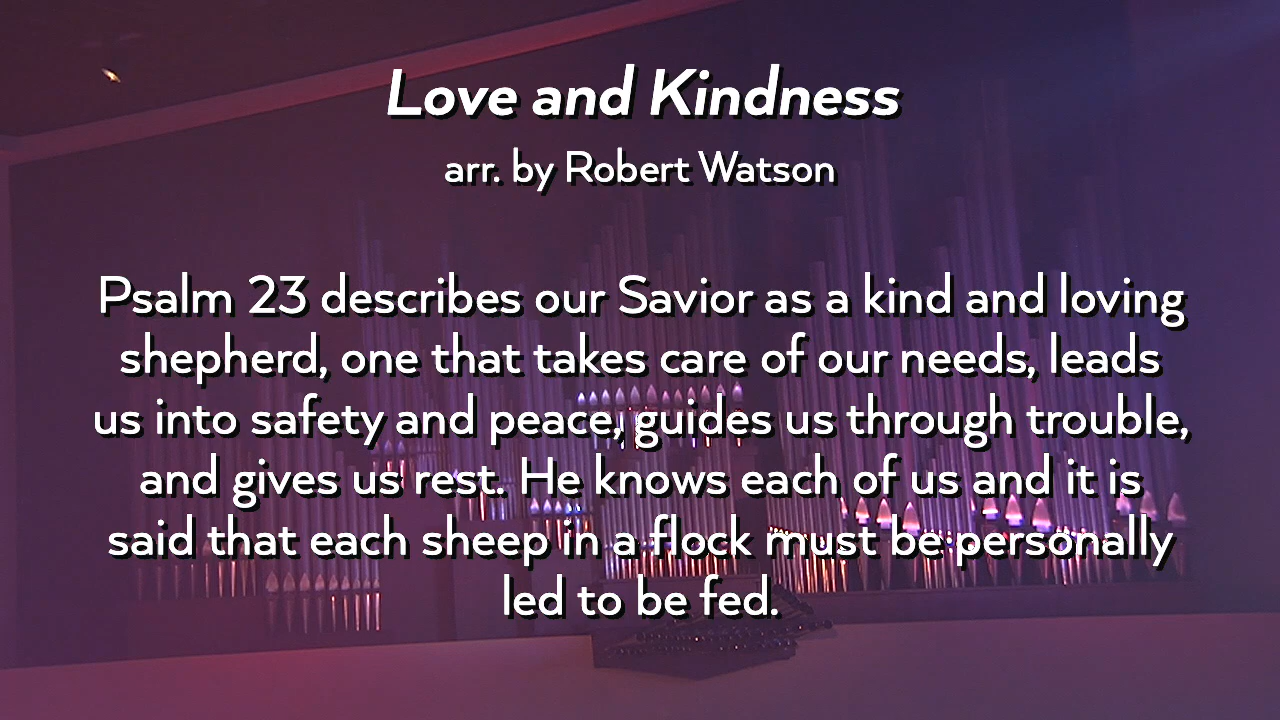 Love and Kindness
arr. by Robert Watson
Psalm 23 describes our Savior as a kind and loving
shepherd, one that takes care of our needs, leads
us into safety and peace, guides us through trouble,
and gives us rest. He knows each of us and it is
said that each sheep in a flock must be personally
led to be fed.